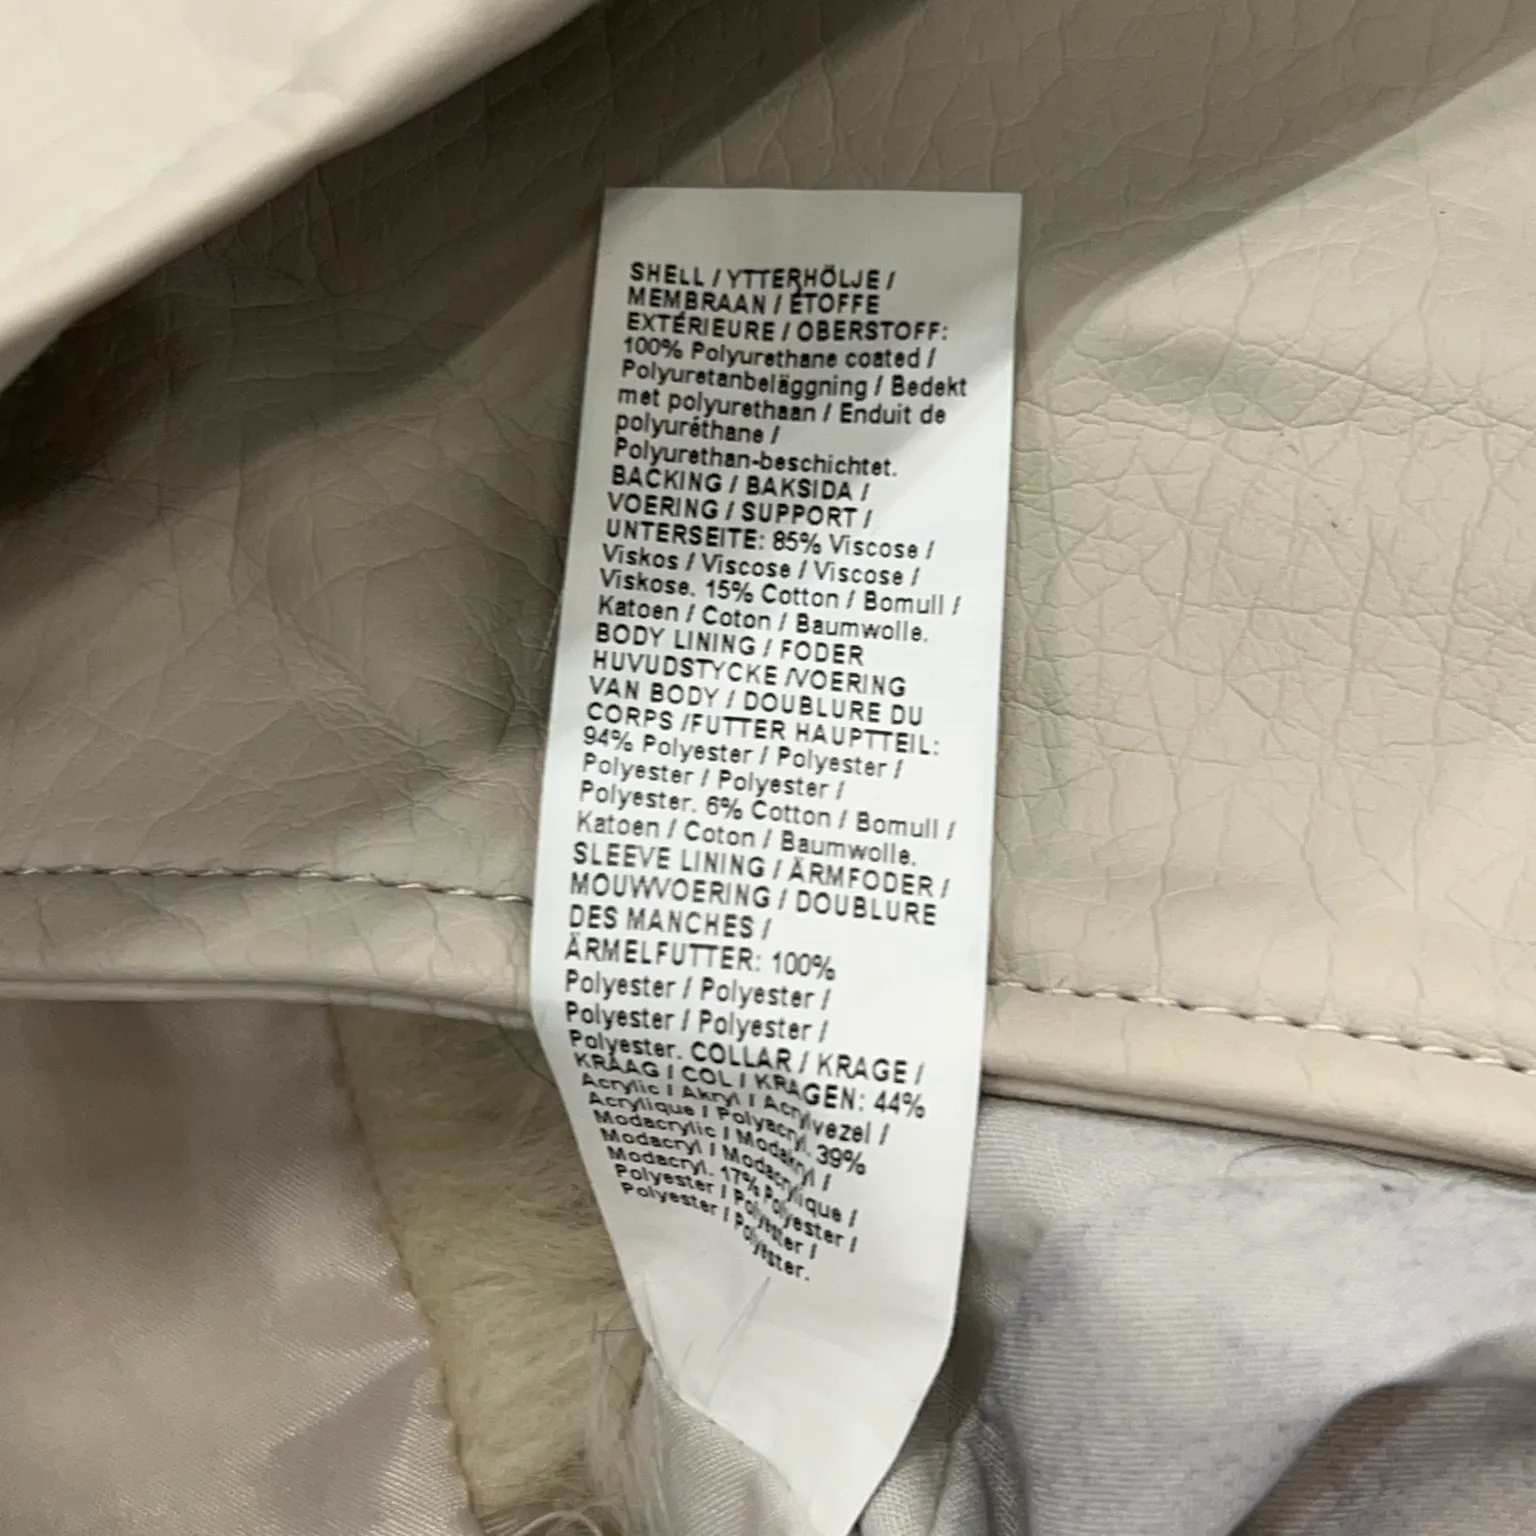 SHELL / YTTERHÖLJE /
MEMBRAAN / ÉTOFFE
EXTÉRIEURE / OBERSTOFF:
100% Polyurethane coated /
Polyuretanbeläggning / Bedekt
met polyurethaan / Enduit de
polyuréthane /
Polyurethan-beschichtet.
BACKING / BAKSIDA /
VOERING / SUPPORT /
UNTERSEITE: 85% Viscose /
Viskos / Viscose / Viscose /
Viskose. 15% Cotton / Bomull /
Katoen / Coton / Baumwolle.
BODY LINING / FODER
HUVUDSTYCKE /VOERING
VAN BODY / DOUBLURE DU
CORPS /FUTTER HAUPTTEIL:
94% Polyester / Polyester /
Polyester / Polyester /
Polyester. 6% Cotton / Bomull /
Katoen / Coton / Baumwolle.
SLEEVE LINING / ÄRMFODER /
MOUWVOERING / DOUBLURE
DES MANCHES /
ÄRMELFUTTER: 100%
Polyester / Polyester /
Polyester / Polyester /
Polyester. COLLAR / KRAGE /
KRAAG / COL / KRAGEN: 44%
Acrylic / Akryl / Acrylvezel /
Acrylique / Polyacryl. 39%
Modacrylic / Modakryl /
Modacryl / Modacrylique /
Modacryl. 17% Polyester /
Polyester / Polyester /
Polyester / Polyester.